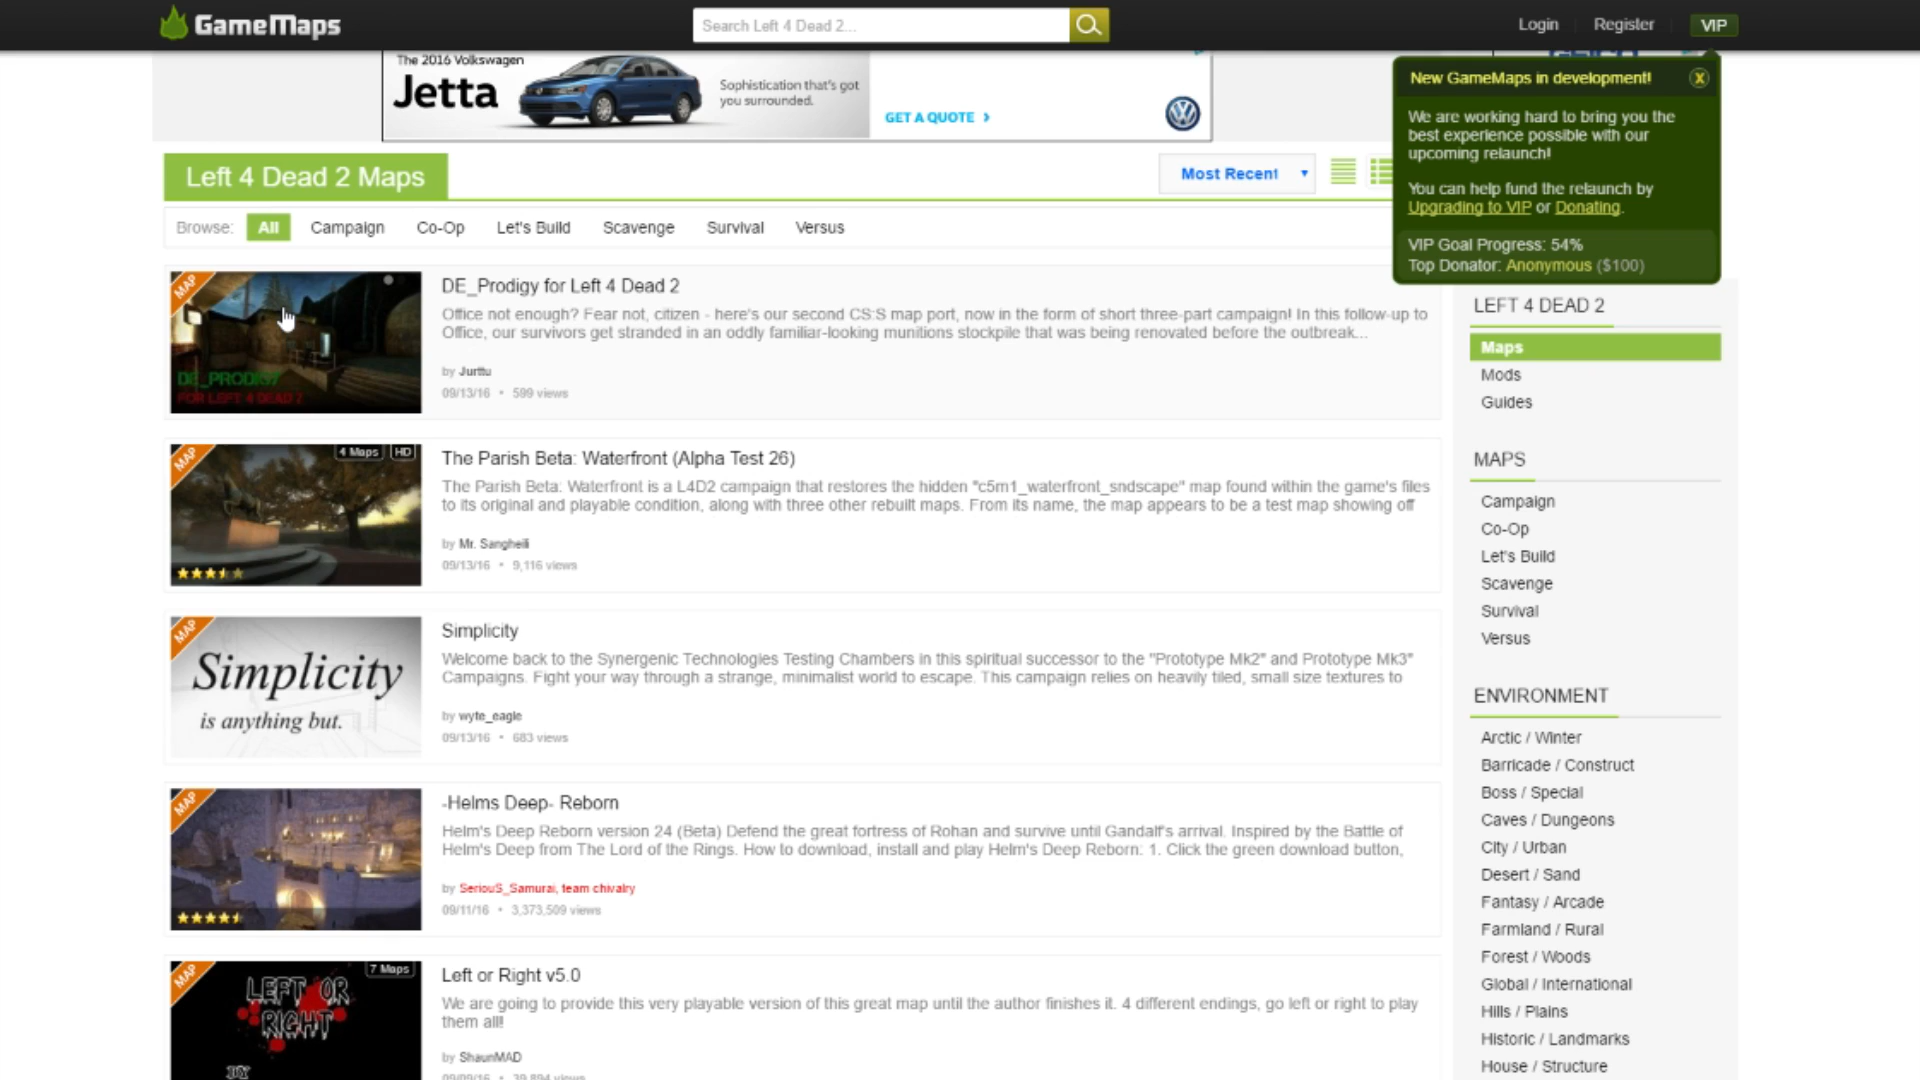 GameMaps
Search Left 4 Dead 2...
Login
Register
VIP
The 2016 Volkswagen
Jetta
Sophistication that's got
you surrounded.
GET A QUOTE ›
New GameMaps in development!
X
We are working hard to bring you the
best experience possible with our
upcoming relaunch!
You can help fund the relaunch by
Upgrading to VIP or Donating.
VIP Goal Progress: 54%
Top Donator: Anonymous ($100)
Left 4 Dead 2 Maps
Most Recent
Browse: All Campaign Co-Op Let's Build Scavenge Survival Versus
MAP
DE_PRODIGY
FOR LEFT 4 DEAD 2
DE_Prodigy for Left 4 Dead 2
Office not enough? Fear not, citizen - here's our second CS:S map port, now in the form of short three-part campaign! In this follow-up to
Office, our survivors get stranded in an oddly familiar-looking munitions stockpile that was being renovated before the outbreak...
by Jurttu
09/13/16 • 599 views
MAP
4 Maps
HD
The Parish Beta: Waterfront (Alpha Test 26)
The Parish Beta: Waterfront is a L4D2 campaign that restores the hidden "c5m1_waterfront_sndscape" map found within the game's files
to its original and playable condition, along with three other rebuilt maps. From its name, the map appears to be a test map showing off
by Mr. Sangheili
09/13/16 • 9,116 views
MAP
Simplicity
is anything but.
Simplicity
Welcome back to the Synergenic Technologies Testing Chambers in this spiritual successor to the "Prototype Mk2" and Prototype Mk3"
Campaigns. Fight your way through a strange, minimalist world to escape. This campaign relies on heavily tiled, small size textures to
by wyte_eagle
09/13/16 • 683 views
MAP
-Helms Deep- Reborn
Helm's Deep Reborn version 24 (Beta) Defend the great fortress of Rohan and survive until Gandalf's arrival. Inspired by the Battle of
Helm's Deep from The Lord of the Rings. How to download, install and play Helm's Deep Reborn: 1. Click the green download button,
by SeriouS_Samurai, team chivalry
09/11/16 • 3,373,509 views
MAP
7 Maps
LEFT OR
RIGHT
BY
Left or Right v5.0
We are going to provide this very playable version of this great map until the author finishes it. 4 different endings, go left or right to play
them all!
by ShaunMAD
09/09/16 • 39,894 views
LEFT 4 DEAD 2
Maps
Mods
Guides
MAPS
Campaign
Co-Op
Let's Build
Scavenge
Survival
Versus
ENVIRONMENT
Arctic / Winter
Barricade / Construct
Boss / Special
Caves / Dungeons
City / Urban
Desert / Sand
Fantasy / Arcade
Farmland / Rural
Forest / Woods
Global / International
Hills / Plains
Historic / Landmarks
House / Structure